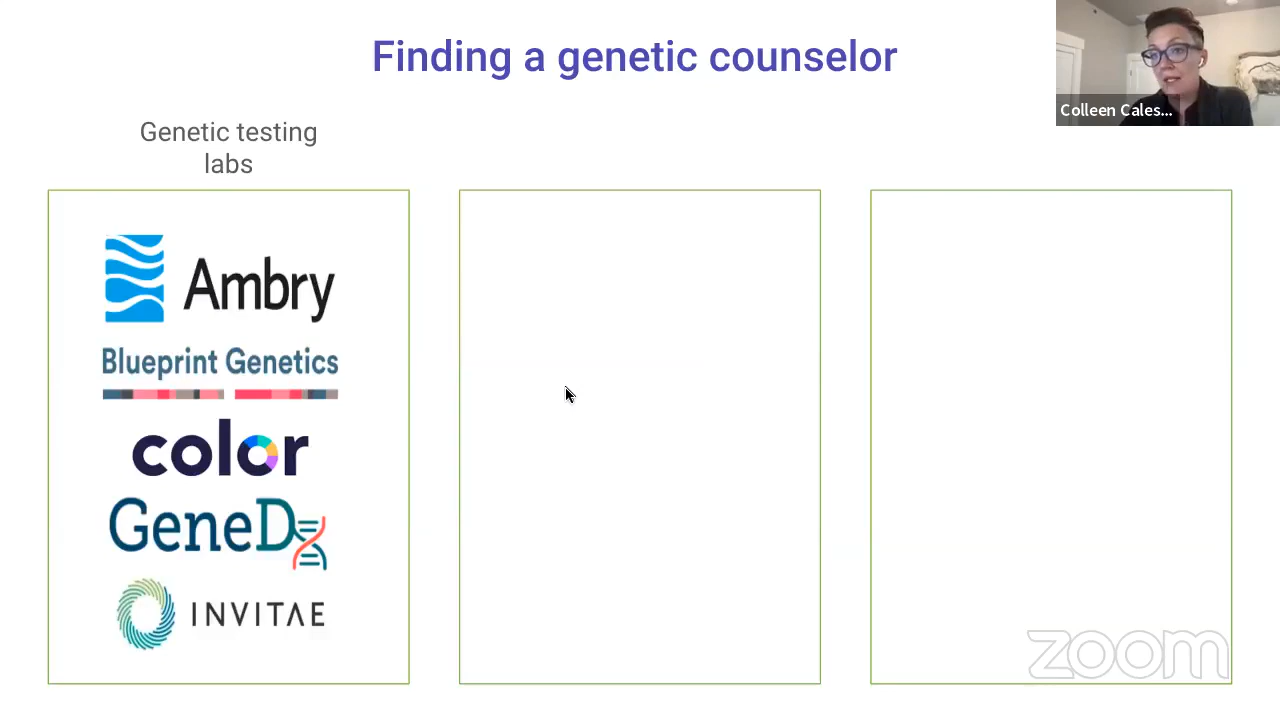 Finding a genetic counselor
Colleen Cales...
Genetic testing
labs
Ambry
Blueprint Genetics
color
GeneDx
INVITAE
zoom